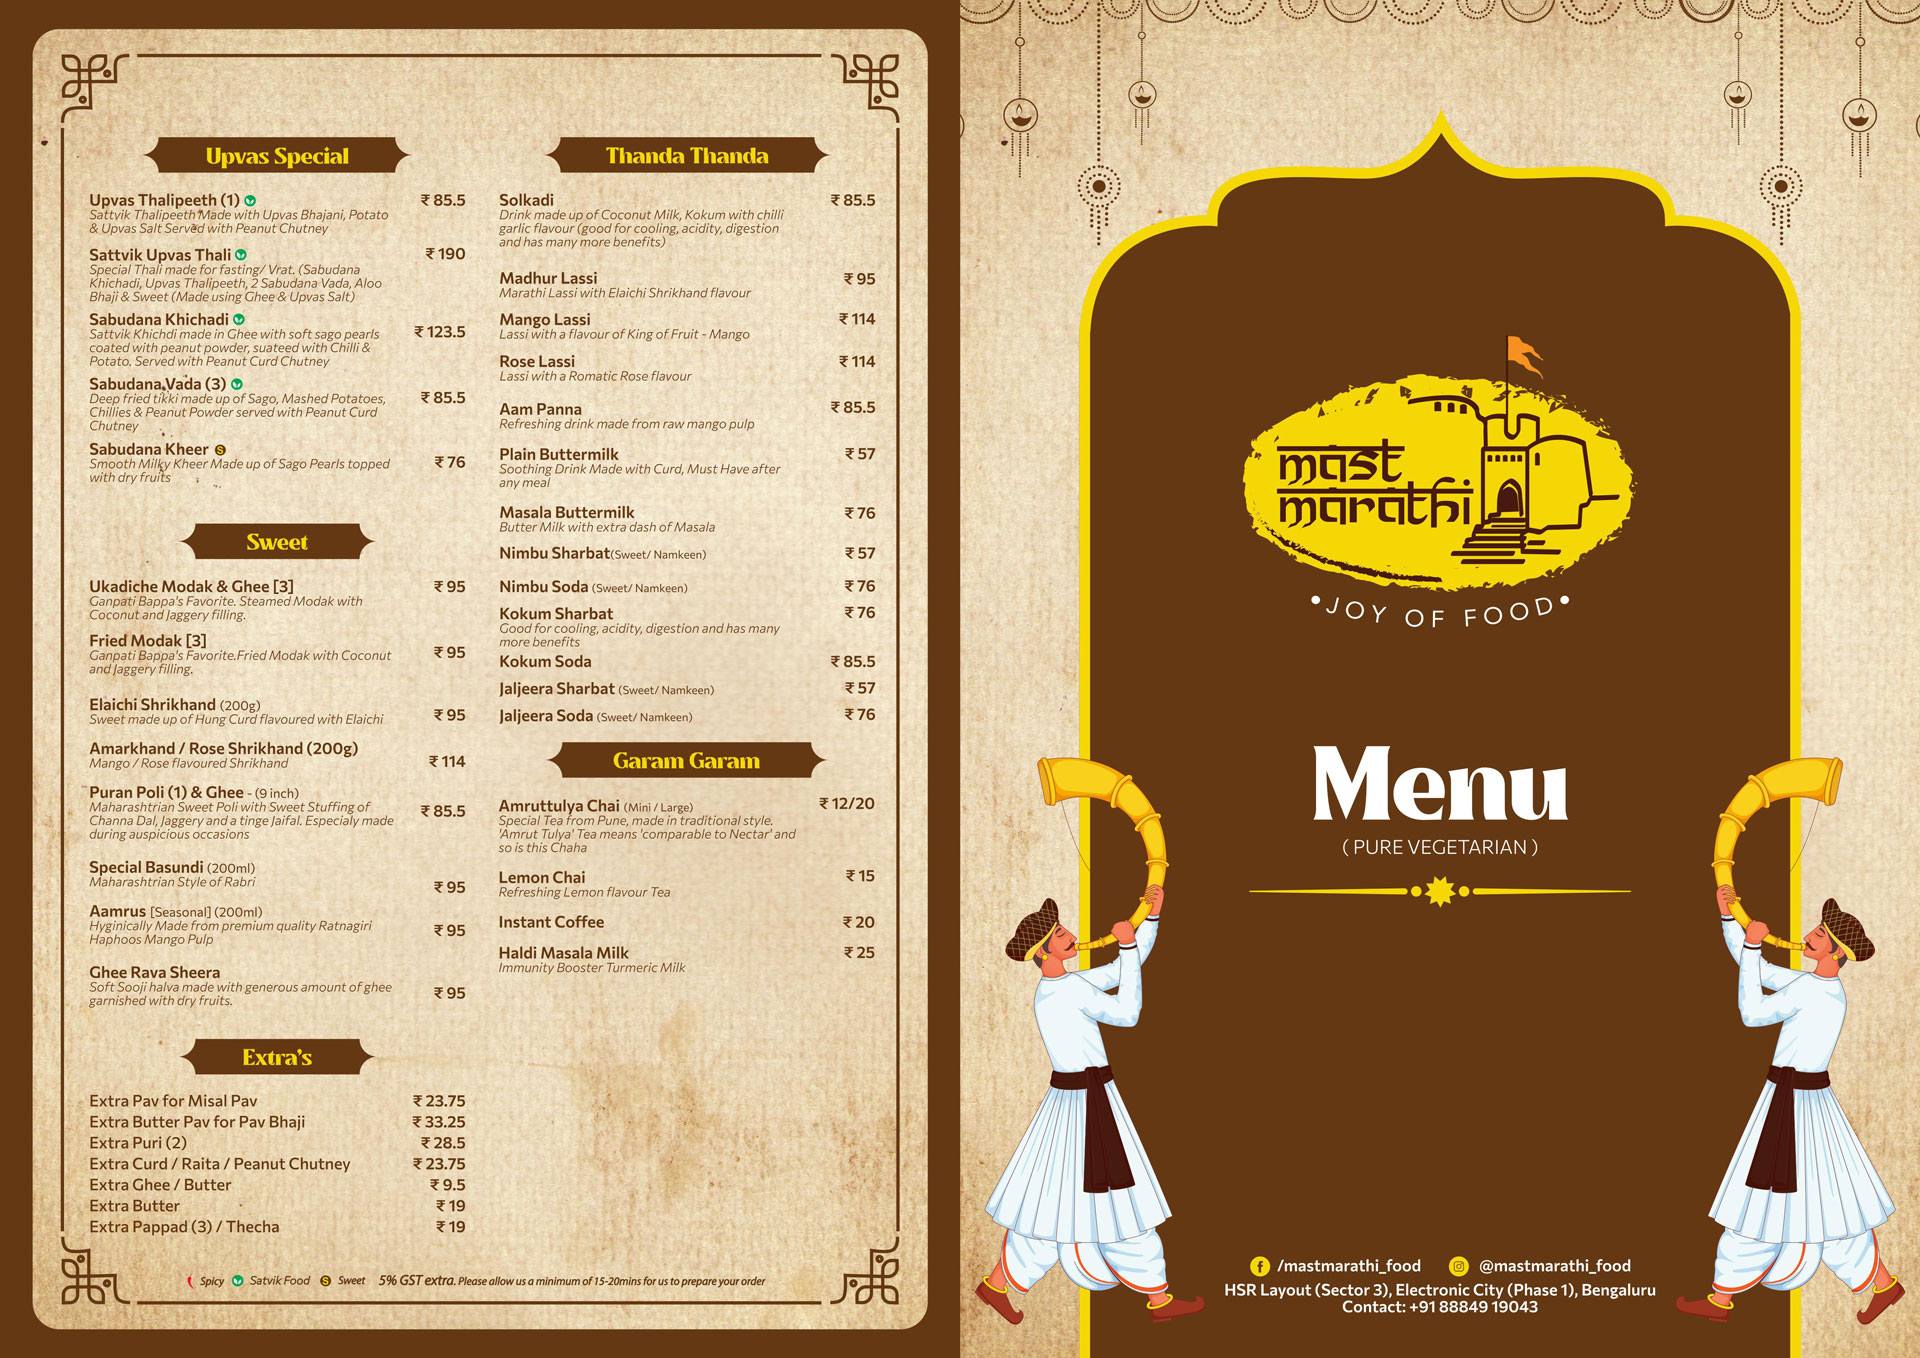 Upvas Special
Upvas Thalipeeth (1) ₹ 85.5
Sattvik Thalipeeth Made with Upvas Bhajani, Potato
& Upvas Salt Served with Peanut Chutney
Sattvik Upvas Thali ₹ 190
Special Thali made for fasting/ Vrat. (Sabudana
Khichadi, Upvas Thalipeeth, 2 Sabudana Vada, Aloo
Bhaji & Sweet (Made using Ghee & Upvas Salt)
Sabudana Khichadi ₹ 123.5
Sattvik Khichdi made in Ghee with soft sago pearls
coated with peanut powder, suateed with Chilli &
Potato. Served with Peanut Curd Chutney
Sabudana Vada (3) ₹ 85.5
Deep fried tikki made up of Sago, Mashed Potatoes,
Chillies & Peanut Powder served with Peanut Curd
Chutney
Sabudana Kheer S ₹ 76
Smooth Milky Kheer Made up of Sago Pearls topped
with dry fruits
Sweet
Ukadiche Modak & Ghee [3] ₹ 95
Ganpati Bappa's Favorite. Steamed Modak with
Coconut and Jaggery filling.
Fried Modak [3] ₹ 95
Ganpati Bappa's Favorite.Fried Modak with Coconut
and Jaggery filling.
Elaichi Shrikhand (200g) ₹ 95
Sweet made up of Hung Curd flavoured with Elaichi
Amarkhand / Rose Shrikhand (200g) ₹ 114
Mango / Rose flavoured Shrikhand
Puran Poli (1) & Ghee - (9 inch) ₹ 85.5
Maharashtrian Sweet Poli with Sweet Stuffing of
Channa Dal, Jaggery and a tinge Jaifal. Especialy made
during auspicious occasions
Special Basundi (200ml) ₹ 95
Maharashtrian Style of Rabri
Aamrus [Seasonal] (200ml) ₹ 95
Hyginically Made from premium quality Ratnagiri
Haphoos Mango Pulp
Ghee Rava Sheera ₹ 95
Soft Sooji halva made with generous amount of ghee
garnished with dry fruits.
Extra's
Extra Pav for Misal Pav ₹ 23.75
Extra Butter Pav for Pav Bhaji ₹ 33.25
Extra Puri (2) ₹ 28.5
Extra Curd / Raita / Peanut Chutney ₹ 23.75
Extra Ghee / Butter ₹ 9.5
Extra Butter ₹ 19
Extra Pappad (3) / Thecha ₹ 19
Thanda Thanda
Solkadi ₹ 85.5
Drink made up of Coconut Milk, Kokum with chilli
garlic flavour (good for cooling, acidity, digestion
and has many more benefits)
Madhur Lassi ₹ 95
Marathi Lassi with Elaichi Shrikhand flavour
Mango Lassi ₹ 114
Lassi with a flavour of King of Fruit - Mango
Rose Lassi ₹ 114
Lassi with a Romatic Rose flavour
Aam Panna ₹ 85.5
Refreshing drink made from raw mango pulp
Plain Buttermilk ₹ 57
Soothing Drink Made with Curd, Must Have after
any meal
Masala Buttermilk ₹ 76
Butter Milk with extra dash of Masala
Nimbu Sharbat(Sweet/ Namkeen) ₹ 57
Nimbu Soda (Sweet/ Namkeen) ₹ 76
Kokum Sharbat ₹ 76
Good for cooling, acidity, digestion and has many
more benefits
Kokum Soda ₹ 85.5
Jaljeera Sharbat (Sweet/ Namkeen) ₹ 57
Jaljeera Soda (Sweet/ Namkeen) ₹ 76
Garam Garam
Amruttulya Chai (Mini / Large) ₹ 12/20
Special Tea from Pune, made in traditional style.
'Amrut Tulya' Tea means 'comparable to Nectar' and
so is this Chaha
Lemon Chai ₹ 15
Refreshing Lemon flavour Tea
Instant Coffee ₹ 20
Haldi Masala Milk ₹ 25
Immunity Booster Turmeric Milk
Spicy Satvik Food S Sweet 5% GST extra. Please allow us a minimum of 15-20mins for us to prepare your order
mast
marathi
•JOY OF FOOD•
Menu
( PURE VEGETARIAN )
/mastmarathi_food @mastmarathi_food
HSR Layout (Sector 3), Electronic City (Phase 1), Bengaluru
Contact: +91 88849 19043